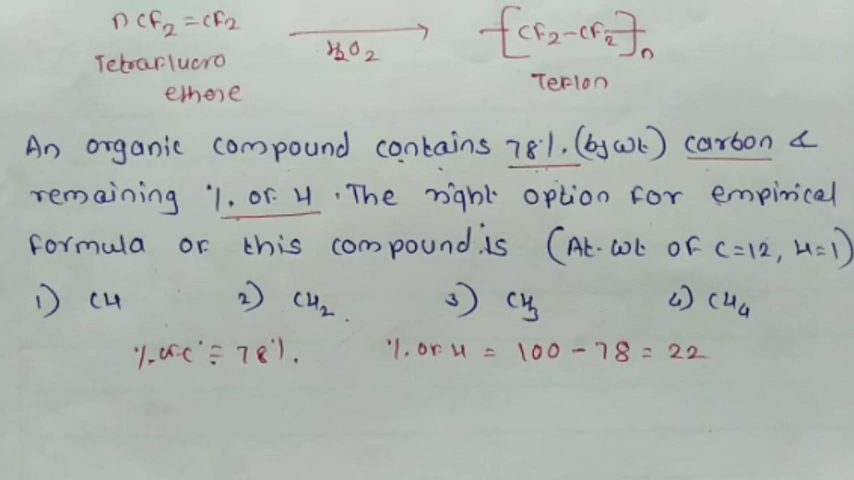 n CF2 = CF2 H2O2 -[CF2-CF2]n
Tetraflucro Teflon
ethene
An organic compound contains 78%. (by wt) carbon &
remaining %. of H. The right option for empirical
formula of this compound is (At. wt of C=12, H=1)
1) CH 2) CH2. 3) CH3 4) CH4
%. of C = 78%. %. of H = 100-78 = 22